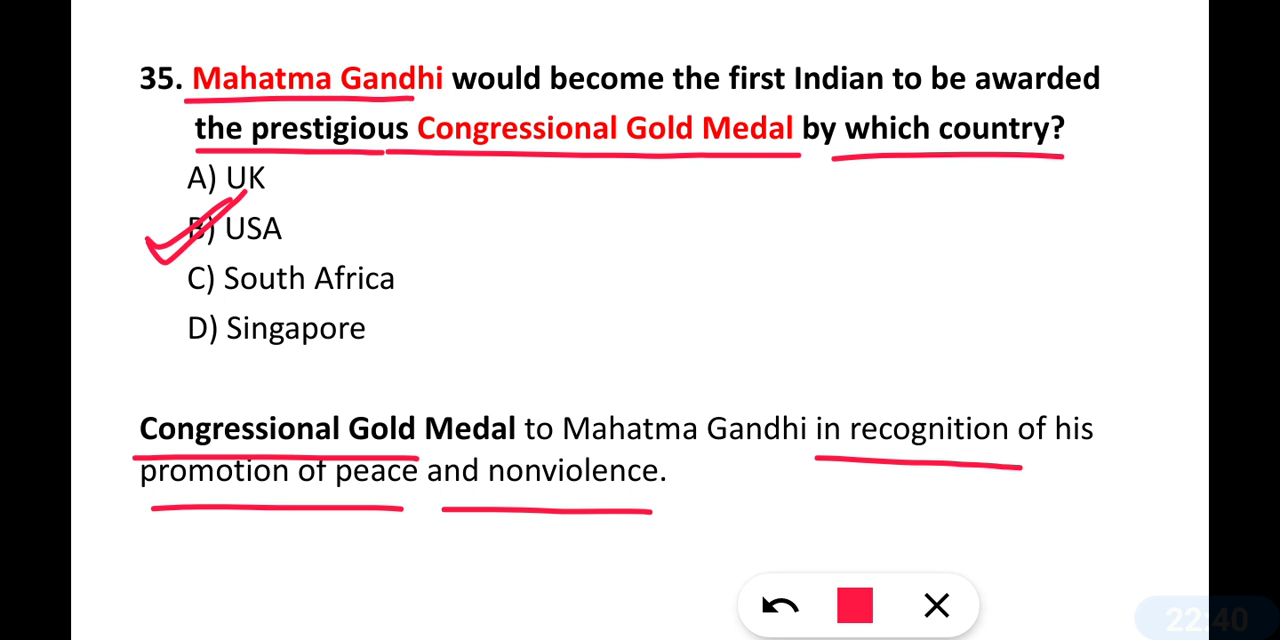 35. Mahatma Gandhi would become the first Indian to be awarded
the prestigious Congressional Gold Medal by which country?
A) UK
B) USA
C) South Africa
D) Singapore
Congressional Gold Medal to Mahatma Gandhi in recognition of his
promotion of peace and nonviolence.
22:40